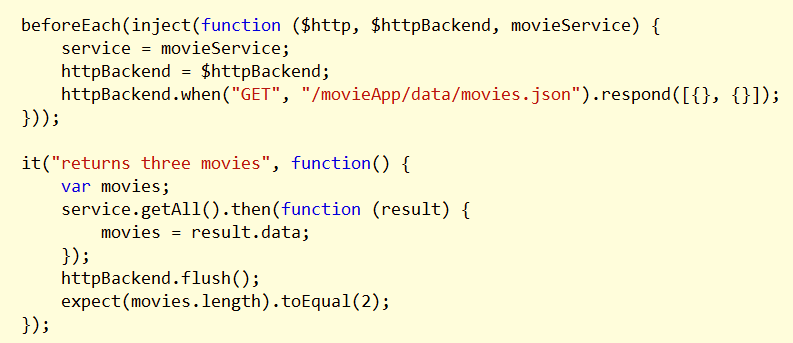 beforeEach(inject(function ($http, $httpBackend, movieService) {
    service = movieService;
    httpBackend = $httpBackend;
    httpBackend.when("GET", "/movieApp/data/movies.json").respond([{}, {}]);
}));

it("returns three movies", function() {
    var movies;
    service.getAll().then(function (result) {
        movies = result.data;
    });
    httpBackend.flush();
    expect(movies.length).toEqual(2);
});